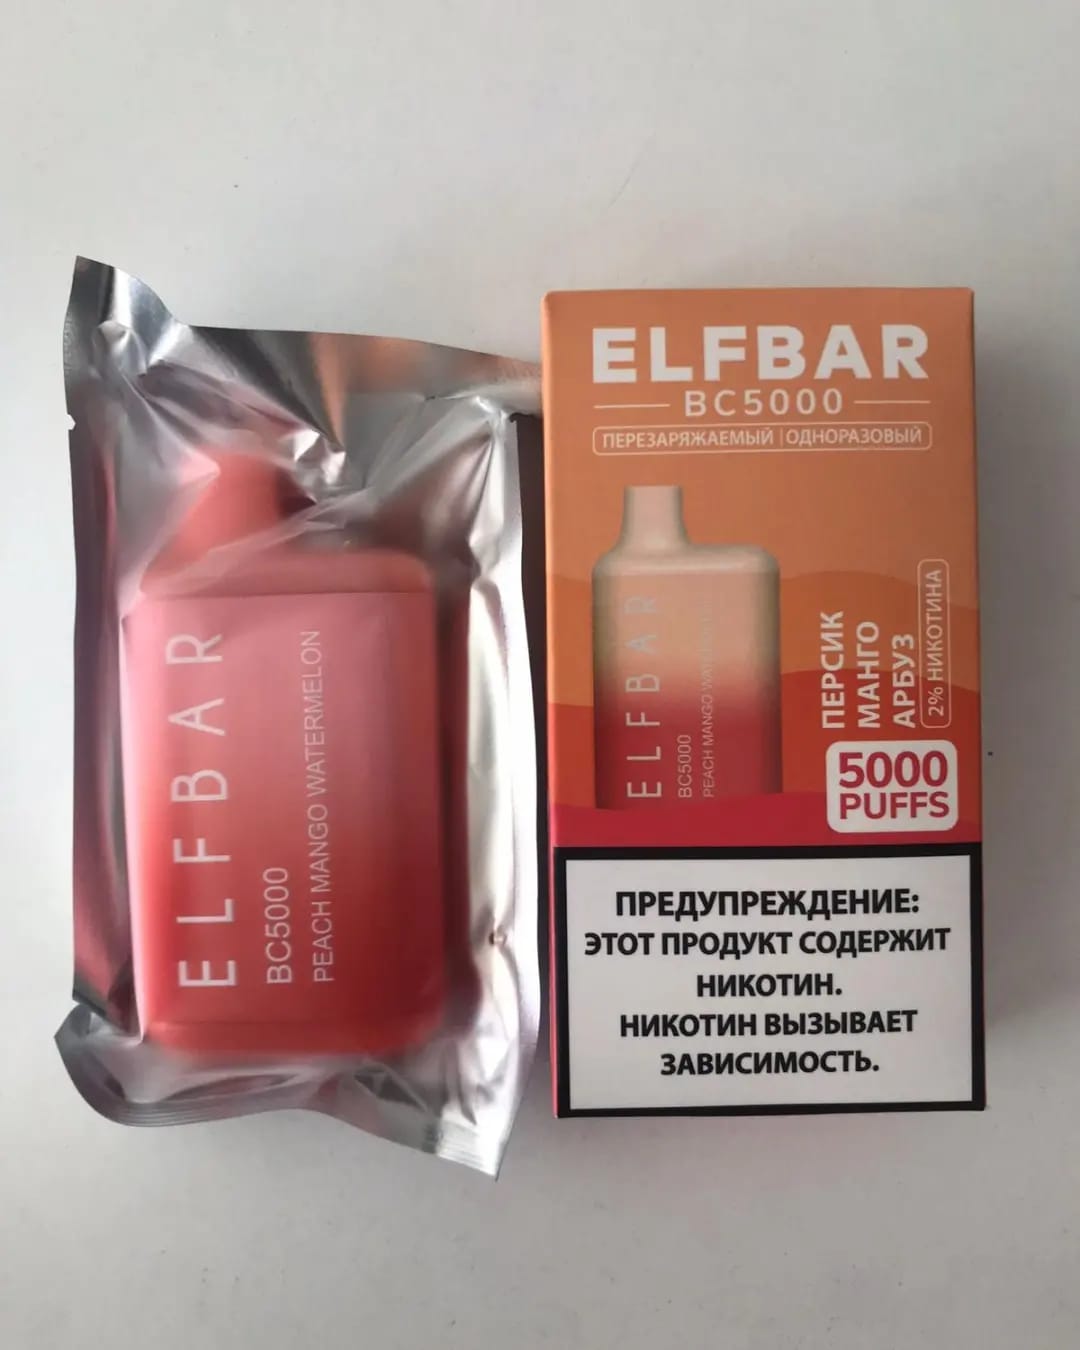 ELFBAR
BC5000
PEACH MANGO WATERMELON
ELFBAR
BC5000
ПЕРЕЗАРЯЖАЕМЫЙ | ОДНОРАЗОВЫЙ
ELFBAR
BC5000
PEACH MANGO
ПЕРСИК
МАНГО
АРБУЗ
2% НИКОТИНА
5000
PUFFS
ПРЕДУПРЕЖДЕНИЕ:
ЭТОТ ПРОДУКТ СОДЕРЖИТ
НИКОТИН.
НИКОТИН ВЫЗЫВАЕТ
ЗАВИСИМОСТЬ.